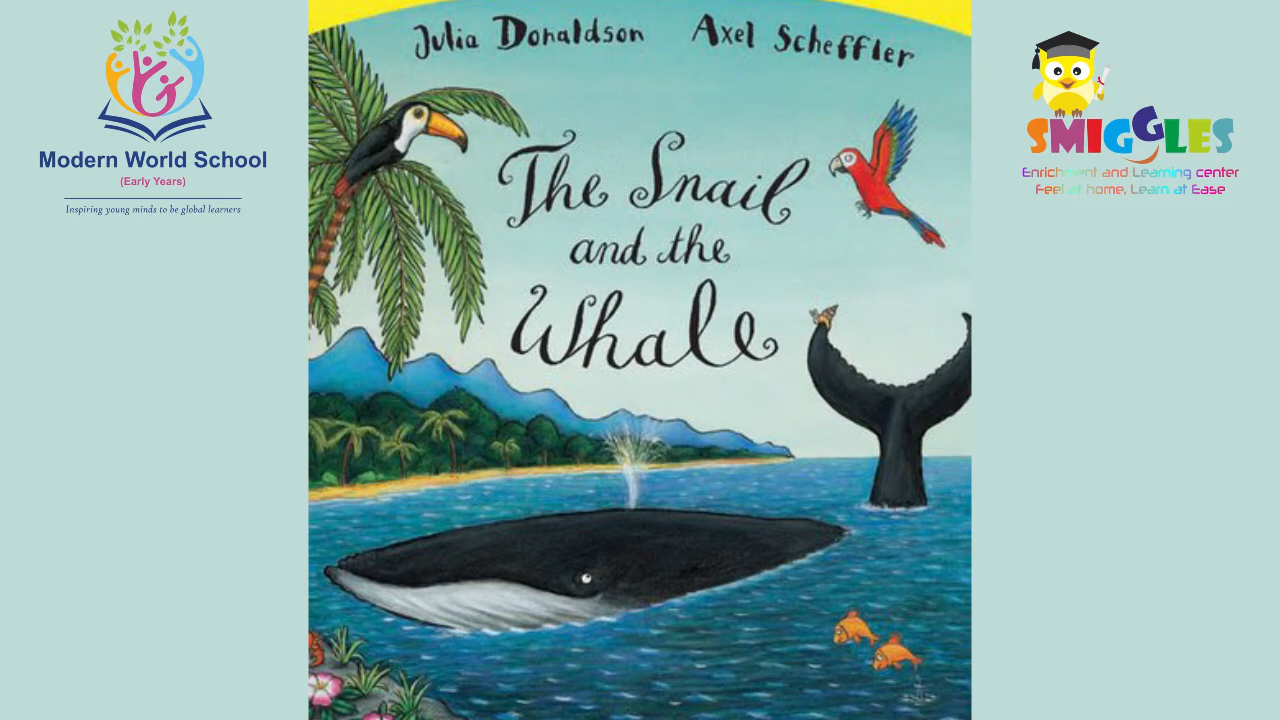 Modern World School
(Early Years)
Inspiring young minds to be global learners
Julia Donaldson Axel Scheffler
The Snail
and the
Whale
SMIGGLES
Enrichment and Learning center
Feel at home, Learn at Ease